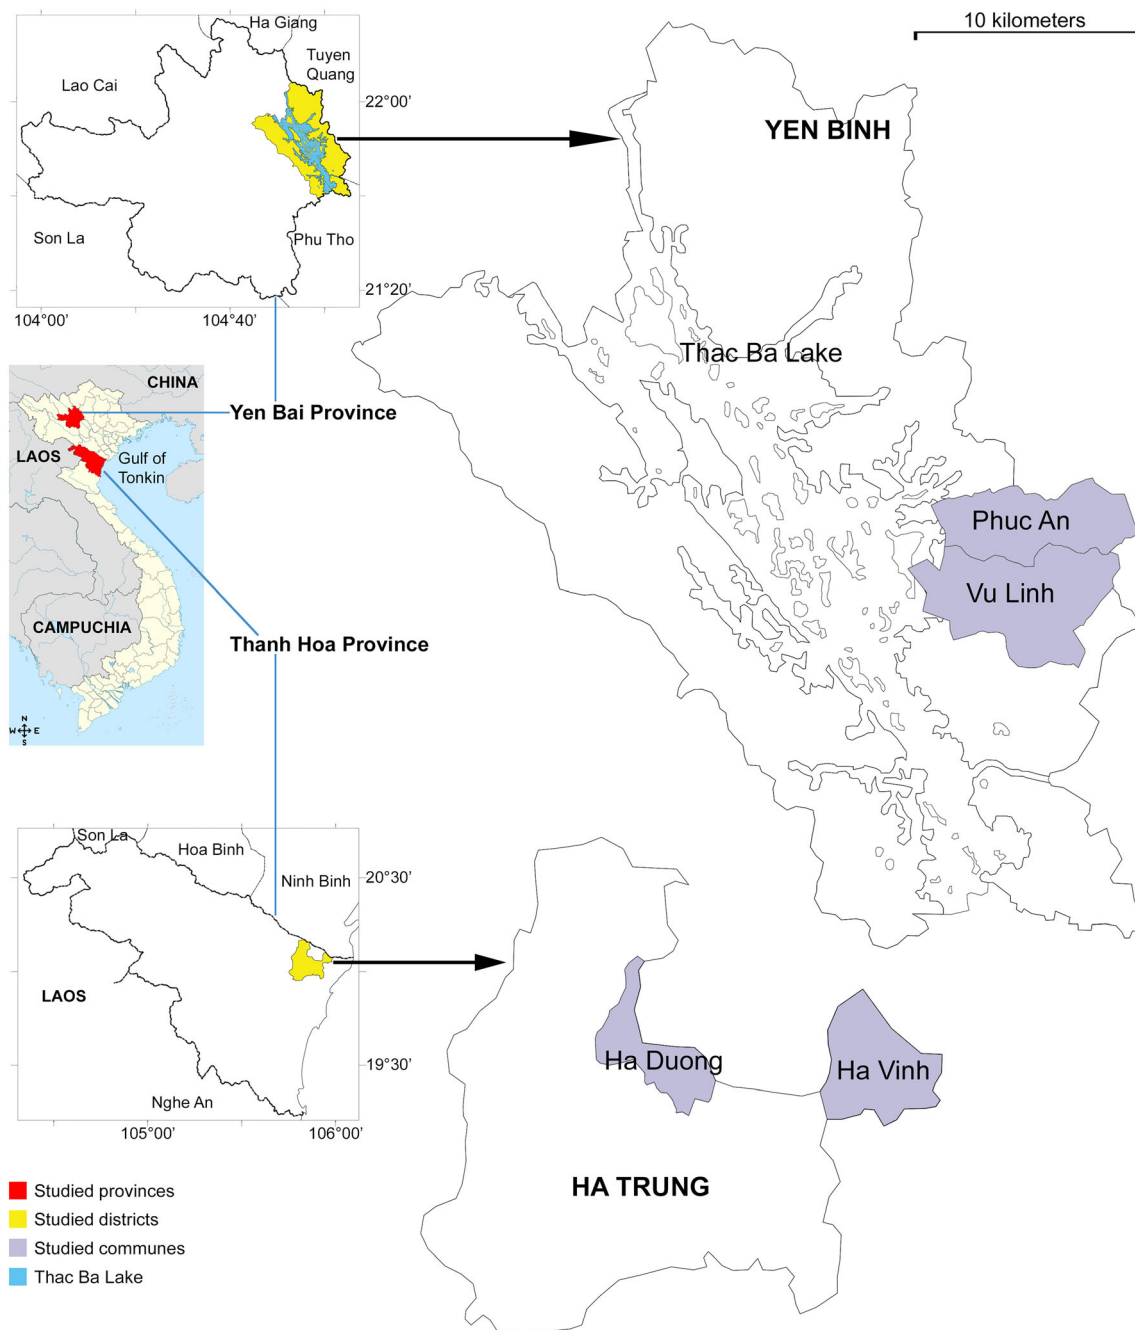 Ha Giang
Tuyen
Quang
Lao Cai
22°00'
Son La
Phu Tho
21°20'
104°00'
104°40'
10 kilometers
YEN BINH
Thac Ba Lake
Phuc An
Vu Linh
CHINA
Yen Bai Province
LAOS
Gulf of
Tonkin
CAMPUCHIA
Thanh Hoa Province
N
W E
S
Son La
Hoa Binh
Ninh Binh
20°30'
LAOS
19°30'
Nghe An
105°00'
106°00'
Ha Duong
Ha Vinh
HA TRUNG
Studied provinces
Studied districts
Studied communes
Thac Ba Lake